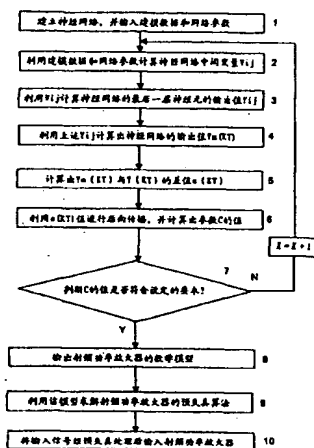 建立神经网络，并输入建模数据和网络参数 1
利用建模数据和网络参数计算神经网络中间变量Vij 2
利用Vij计算神经网络的最后一层神经元的输出值Yij 3
利用上述Yij计算出神经网络的输出值Ym(KT) 4
计算出Ym(KT)与Y(KT)的差值e(KT) 5
利用e(KT)值进行后向传播，并计算出参数C的值 6
K=K+1
7 N
判断C的值是否符合设定的要求？
Y
输出射频功率放大器的数学模型 8
利用该模型求解射频功率放大器的预失真算法 9
将输入信号经预失真处理后输入射频功率放大器 10